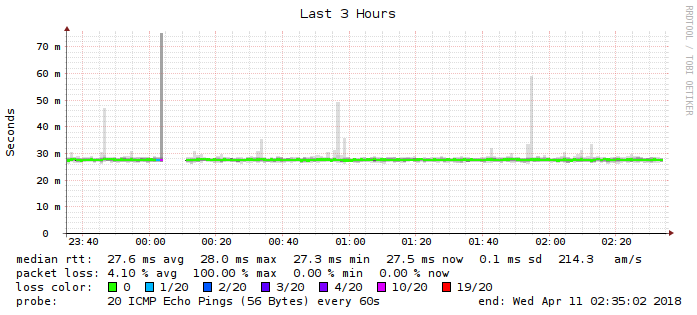 Last 3 Hours
RRDTOOL / TOBI OETIKER
Seconds
70 m
60 m
50 m
40 m
30 m
20 m
10 m
0
23:40 00:00 00:20 00:40 01:00 01:20 01:40 02:00 02:20
median rtt: 27.6 ms avg 28.0 ms max 27.3 ms min 27.5 ms now 0.1 ms sd 214.3 am/s
packet loss: 4.10 % avg 100.00 % max 0.00 % min 0.00 % now
loss color: 0 1/20 2/20 3/20 4/20 10/20 19/20
probe: 20 ICMP Echo Pings (56 Bytes) every 60s end: Wed Apr 11 02:35:02 2018